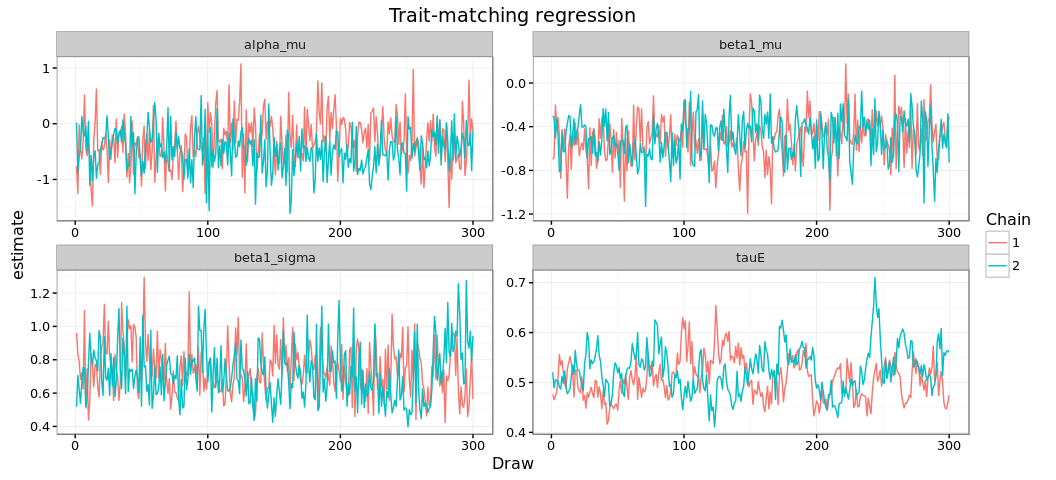 Trait-matching regression
alpha_mu
beta1_mu
1
0
-1
0.0
-0.4
-0.8
-1.2
0 100 200 300
0 100 200 300
beta1_sigma
tauE
1.2
1.0
0.8
0.6
0.4
0.7
0.6
0.5
0.4
0 100 200 300
0 100 200 300
estimate
Draw
Chain
1
2